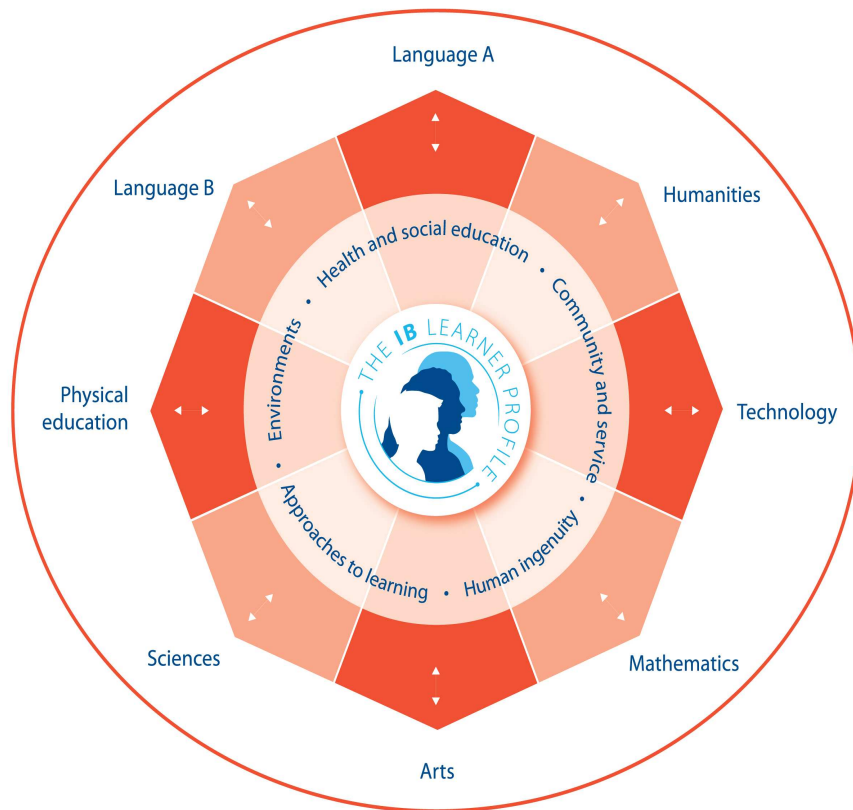 Language A
Humanities
Technology
Mathematics
Arts
Sciences
Physical
education
Language B
Health and social education • Community and service • Human ingenuity • Approaches to learning • Environments •
THE IB LEARNER PROFILE